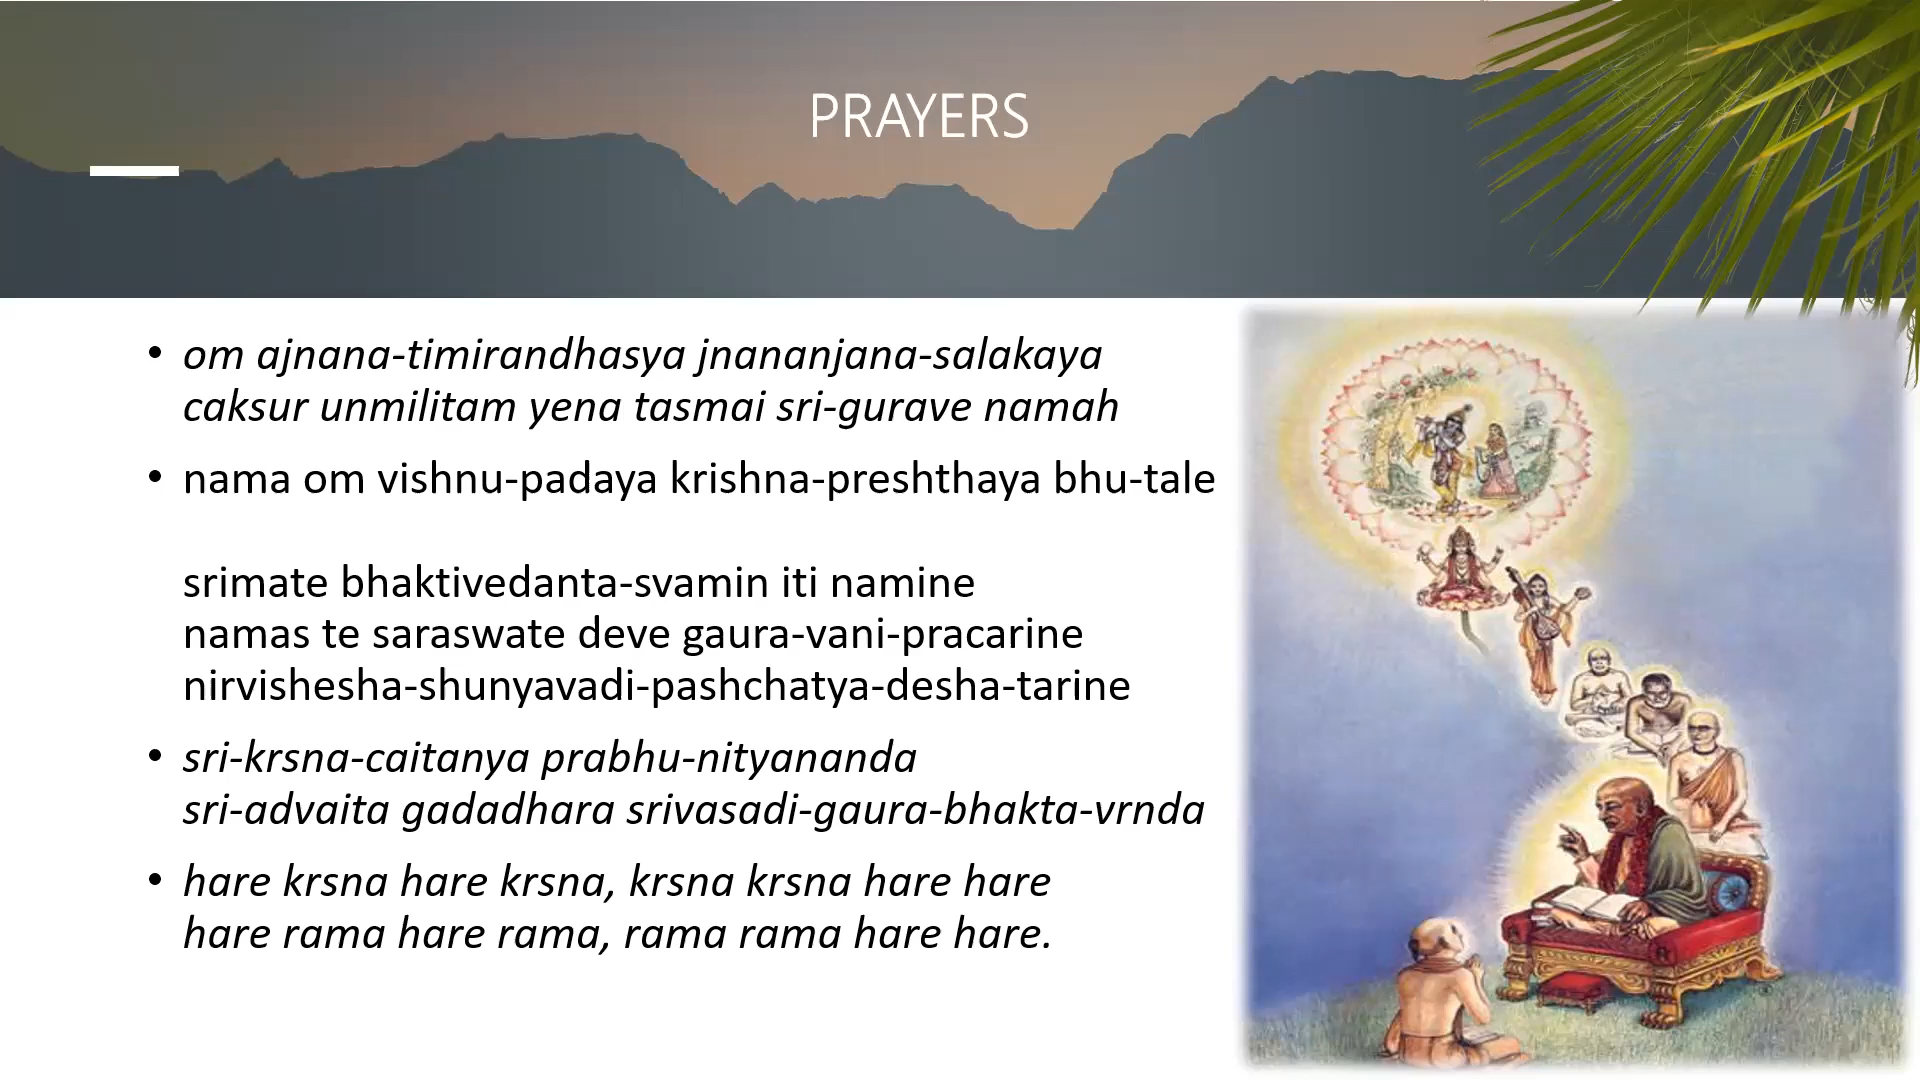 PRAYERS
• om ajnana-timirandhasya jnananjana-salakaya
caksur unmilitam yena tasmai sri-gurave namah
• nama om vishnu-padaya krishna-preshthaya bhu-tale
srimate bhaktivedanta-svamin iti namine
namas te saraswate deve gaura-vani-pracarine
nirvishesha-shunyavadi-pashchatya-desha-tarine
• sri-krsna-caitanya prabhu-nityananda
sri-advaita gadadhara srivasadi-gaura-bhakta-vrnda
• hare krsna hare krsna, krsna krsna hare hare
hare rama hare rama, rama rama hare hare.